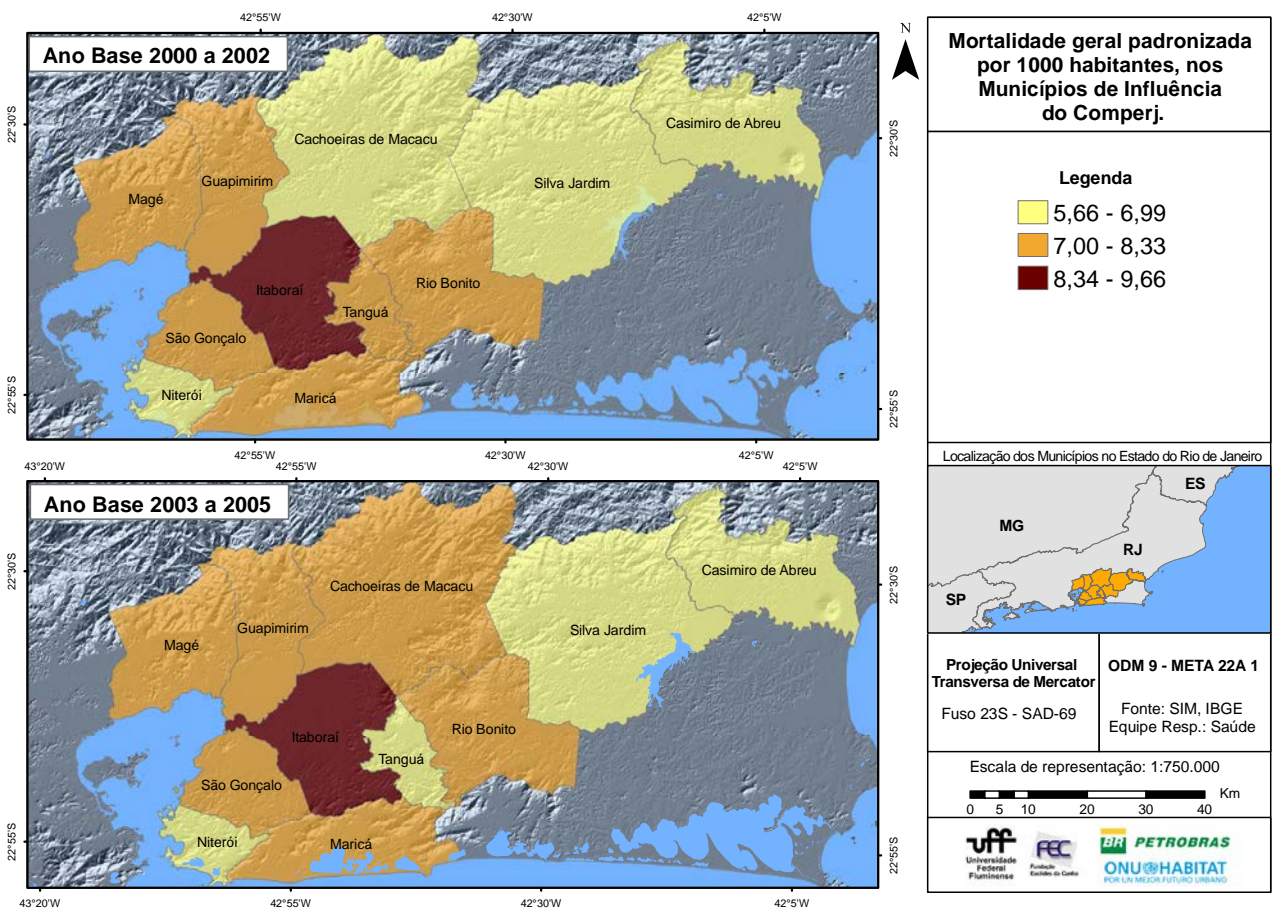 42°55'W
42°30'W
42°5'W
Ano Base 2000 a 2002
22°30'S
22°30'S
Casimiro de Abreu
Cachoeiras de Macacu
Guapimirim
Silva Jardim
Magé
Itaboraí
Rio Bonito
Tanguá
São Gonçalo
Niterói
Maricá
22°55'S
22°55'S
43°20'W
42°55'W
42°30'W
42°5'W
42°55'W
42°30'W
42°5'W
Ano Base 2003 a 2005
22°30'S
22°30'S
Casimiro de Abreu
Cachoeiras de Macacu
Guapimirim
Silva Jardim
Magé
Itaboraí
Rio Bonito
Tanguá
São Gonçalo
Niterói
Maricá
22°55'S
22°55'S
43°20'W
42°55'W
42°30'W
42°5'W
N
Mortalidade geral padronizada
por 1000 habitantes, nos
Municípios de Influência
do Comperj.
Legenda
5,66 - 6,99
7,00 - 8,33
8,34 - 9,66
Localização dos Municípios no Estado do Rio de Janeiro
ES
MG
RJ
SP
Projeção Universal
Transversa de Mercator
Fuso 23S - SAD-69
ODM 9 - META 22A 1
Fonte: SIM, IBGE
Equipe Resp.: Saúde
Escala de representação: 1:750.000
Km
0 5 10 20 30 40
uff
Universidade
Federal
Fluminense
FEC
Fundação
Euclides da Cunha
BR PETROBRAS
ONU HABITAT
POR UN MEJOR FUTURO URBANO